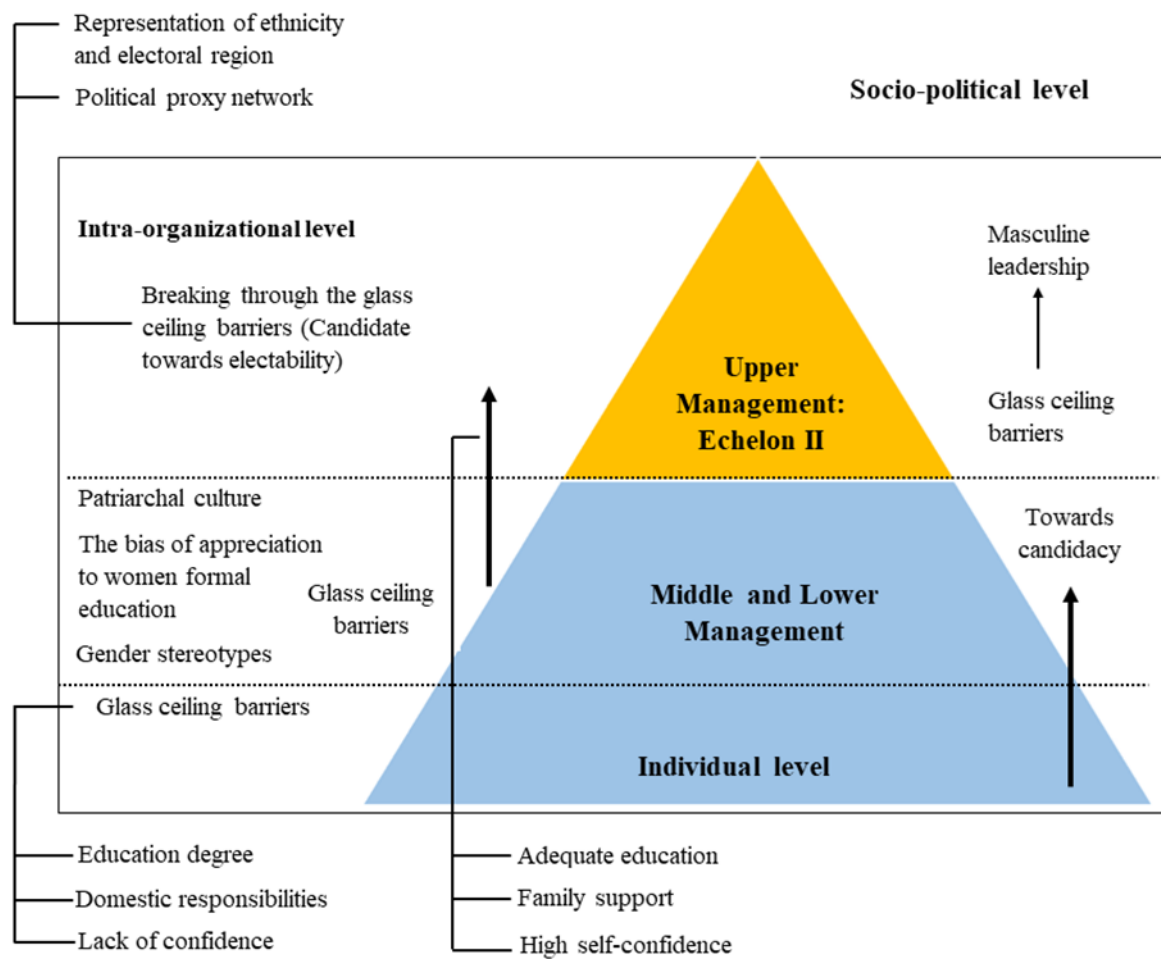 Representation of ethnicity
and electoral region
Political proxy network
Socio-political level
Intra-organizational level
Breaking through the glass
ceiling barriers (Candidate
towards electability)
Masculine
leadership
Upper
Management:
Echelon II
Glass ceiling
barriers
Patriarchal culture
The bias of appreciation
to women formal
education
Gender stereotypes
Glass ceiling
barriers
Middle and Lower
Management
Towards
candidacy
Glass ceiling barriers
Individual level
Education degree
Domestic responsibilities
Lack of confidence
Adequate education
Family support
High self-confidence